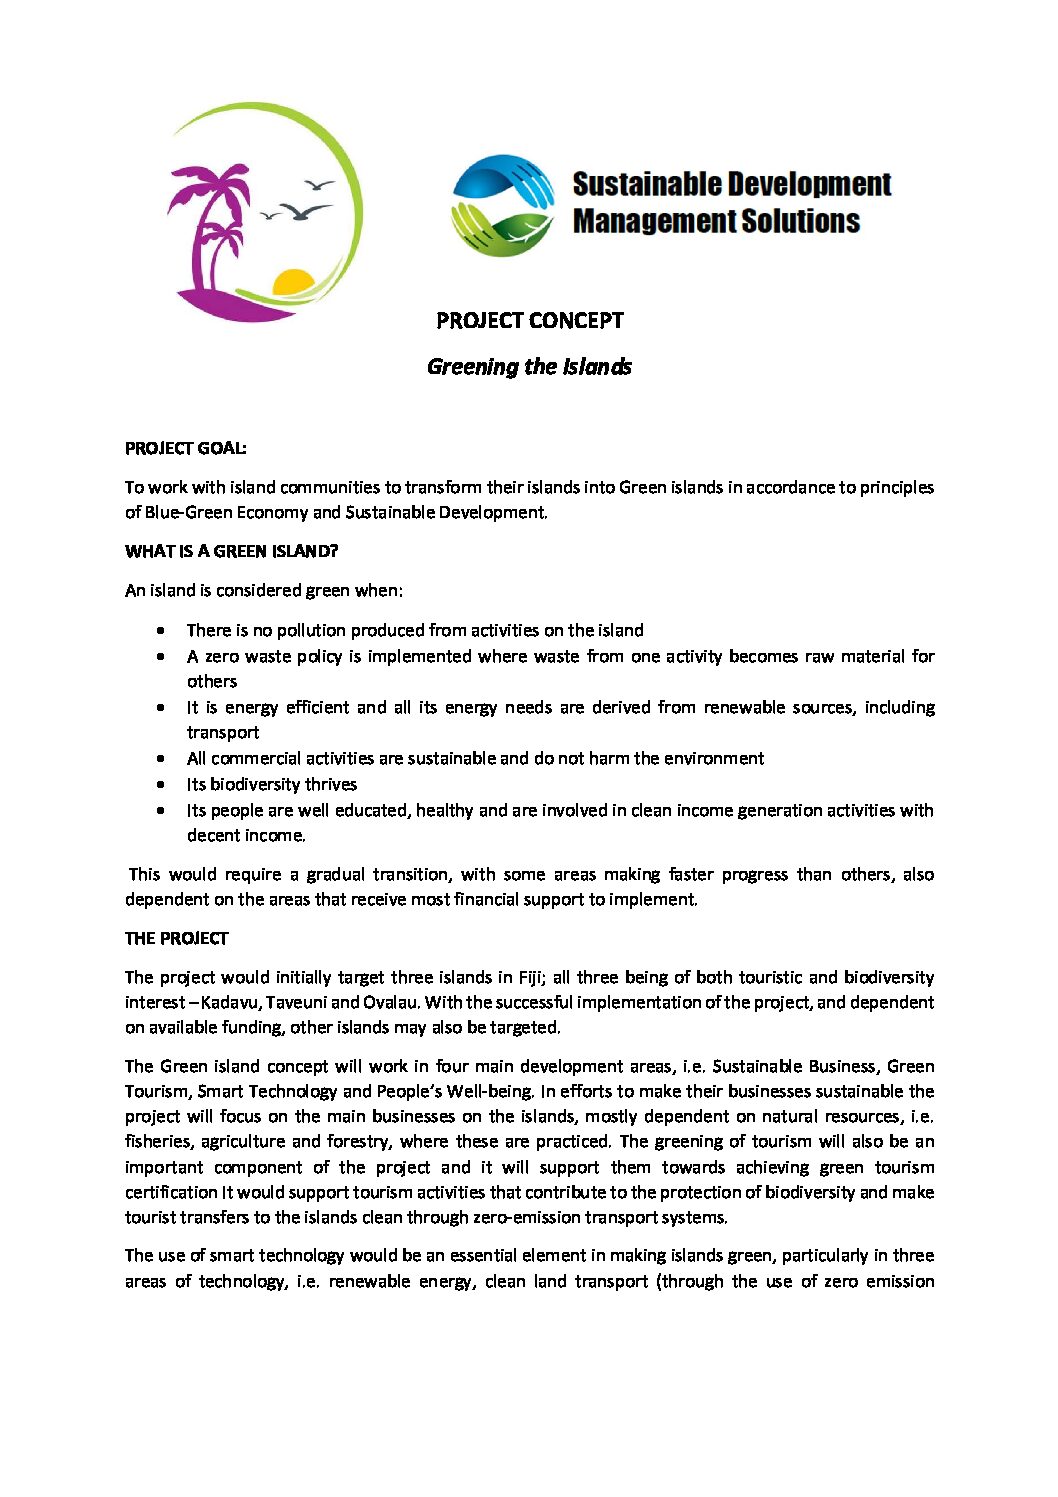 Sustainable Development
Management Solutions
PROJECT CONCEPT
Greening the Islands
PROJECT GOAL:
To work with island communities to transform their islands into Green islands in accordance to principles
of Blue-Green Economy and Sustainable Development.
WHAT IS A GREEN ISLAND?
An island is considered green when:
• There is no pollution produced from activities on the island
• A zero waste policy is implemented where waste from one activity becomes raw material for
others
• It is energy efficient and all its energy needs are derived from renewable sources, including
transport
• All commercial activities are sustainable and do not harm the environment
• Its biodiversity thrives
• Its people are well educated, healthy and are involved in clean income generation activities with
decent income.
This would require a gradual transition, with some areas making faster progress than others, also
dependent on the areas that receive most financial support to implement.
THE PROJECT
The project would initially target three islands in Fiji; all three being of both touristic and biodiversity
interest – Kadavu, Taveuni and Ovalau. With the successful implementation of the project, and dependent
on available funding, other islands may also be targeted.
The Green island concept will work in four main development areas, i.e. Sustainable Business, Green
Tourism, Smart Technology and People's Well-being. In efforts to make their businesses sustainable the
project will focus on the main businesses on the islands, mostly dependent on natural resources, i.e.
fisheries, agriculture and forestry, where these are practiced. The greening of tourism will also be an
important component of the project and it will support them towards achieving green tourism
certification It would support tourism activities that contribute to the protection of biodiversity and make
tourist transfers to the islands clean through zero-emission transport systems.
The use of smart technology would be an essential element in making islands green, particularly in three
areas of technology, i.e. renewable energy, clean land transport (through the use of zero emission